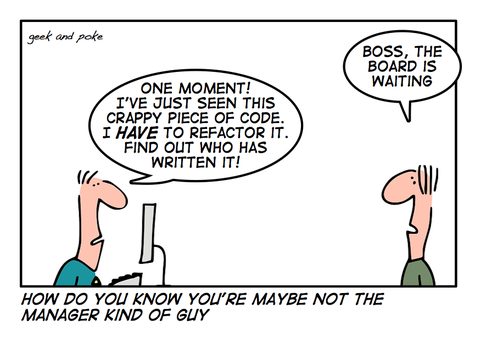 geek and poke
BOSS, THE
BOARD IS
WAITING
ONE MOMENT!
I'VE JUST SEEN THIS
CRAPPY PIECE OF CODE.
I HAVE TO REFACTOR IT.
FIND OUT WHO HAS
WRITTEN IT!
HOW DO YOU KNOW YOU'RE MAYBE NOT THE
MANAGER KIND OF GUY